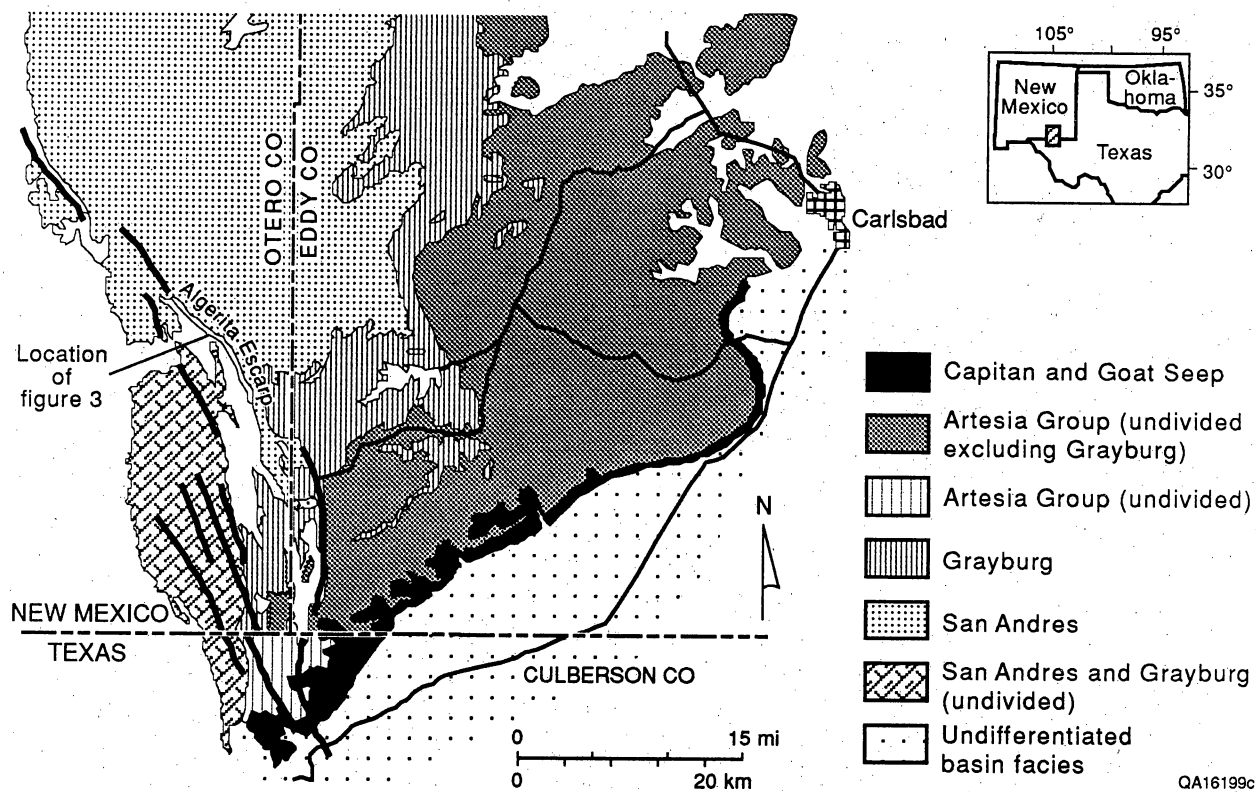 105° 95°
35°
30°
New
Mexico
Okla-
homa
Texas
OTERO CO
EDDY CO
Carlsbad
Algerita Escarp
Location
of
figure 3
NEW MEXICO
TEXAS
CULBERSON CO
N
0 15 mi
0 20 km
Capitan and Goat Seep
Artesia Group (undivided
excluding Grayburg)
Artesia Group (undivided)
Grayburg
San Andres
San Andres and Grayburg
(undivided)
Undifferentiated
basin facies
QA16199c